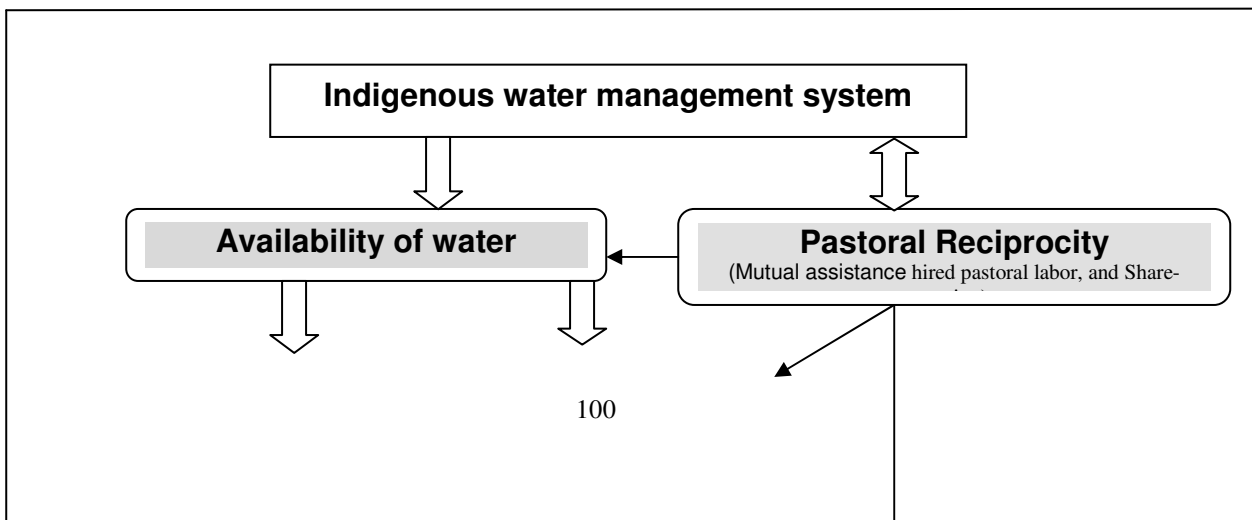 Indigenous water management system
Availability of water
Pastoral Reciprocity
(Mutual assistance hired pastoral labor, and Share-
100